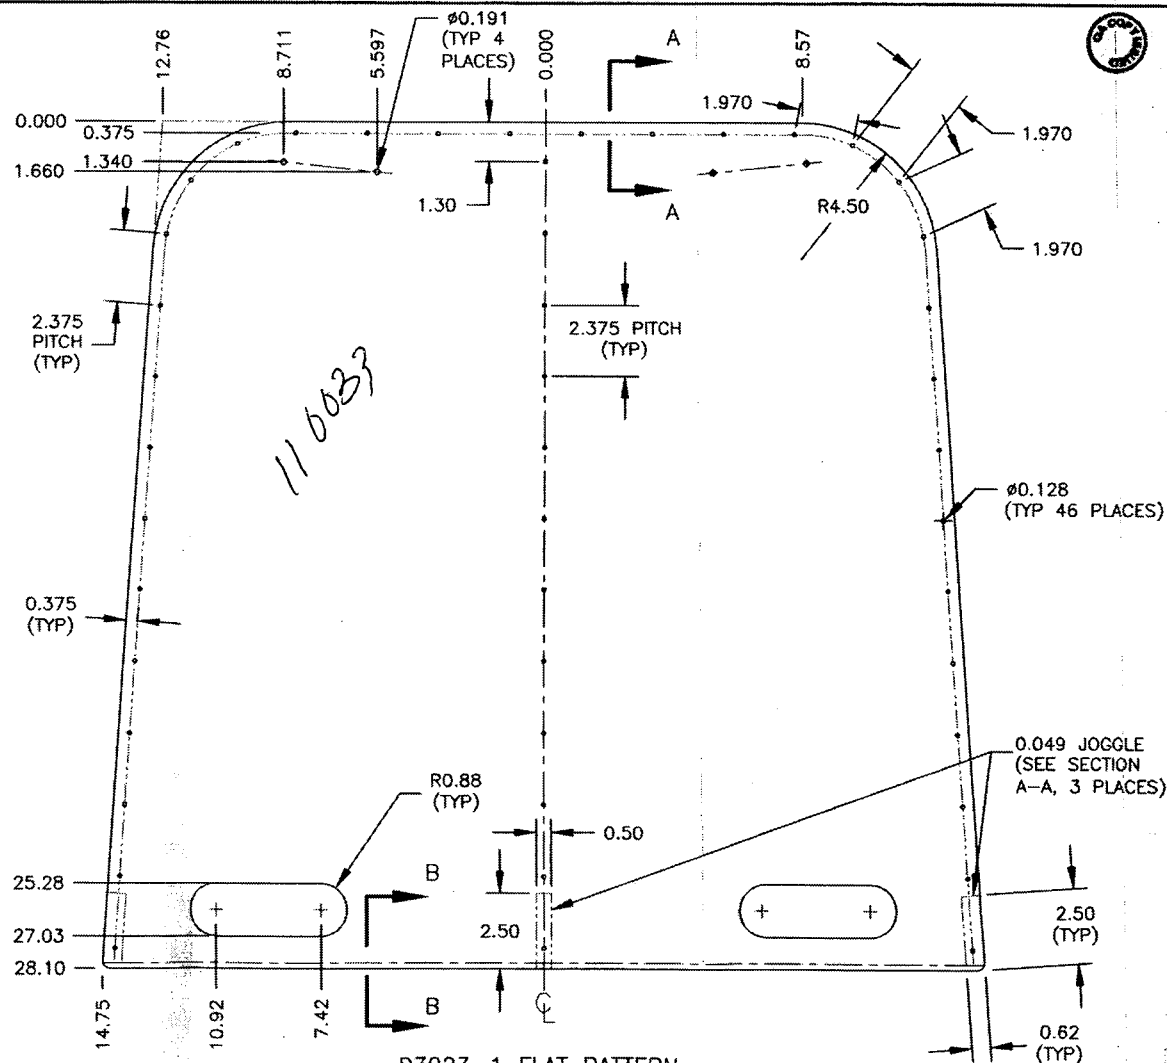 12.76
8.711
5.597
ø0.191
(TYP 4
PLACES)
0.000
A
8.57
1.970
0.000
0.375
1.340
1.660
1.30
A
R4.50
1.970
1.970
2.375
PITCH
(TYP)
2.375 PITCH
(TYP)
110033
ø0.128
(TYP 46 PLACES)
0.375
(TYP)
R0.88
(TYP)
0.50
0.049 JOGGLE
(SEE SECTION
A-A, 3 PLACES)
25.28
27.03
28.10
B
2.50
2.50
(TYP)
14.75
10.92
7.42
B
CL
0.62
(TYP)